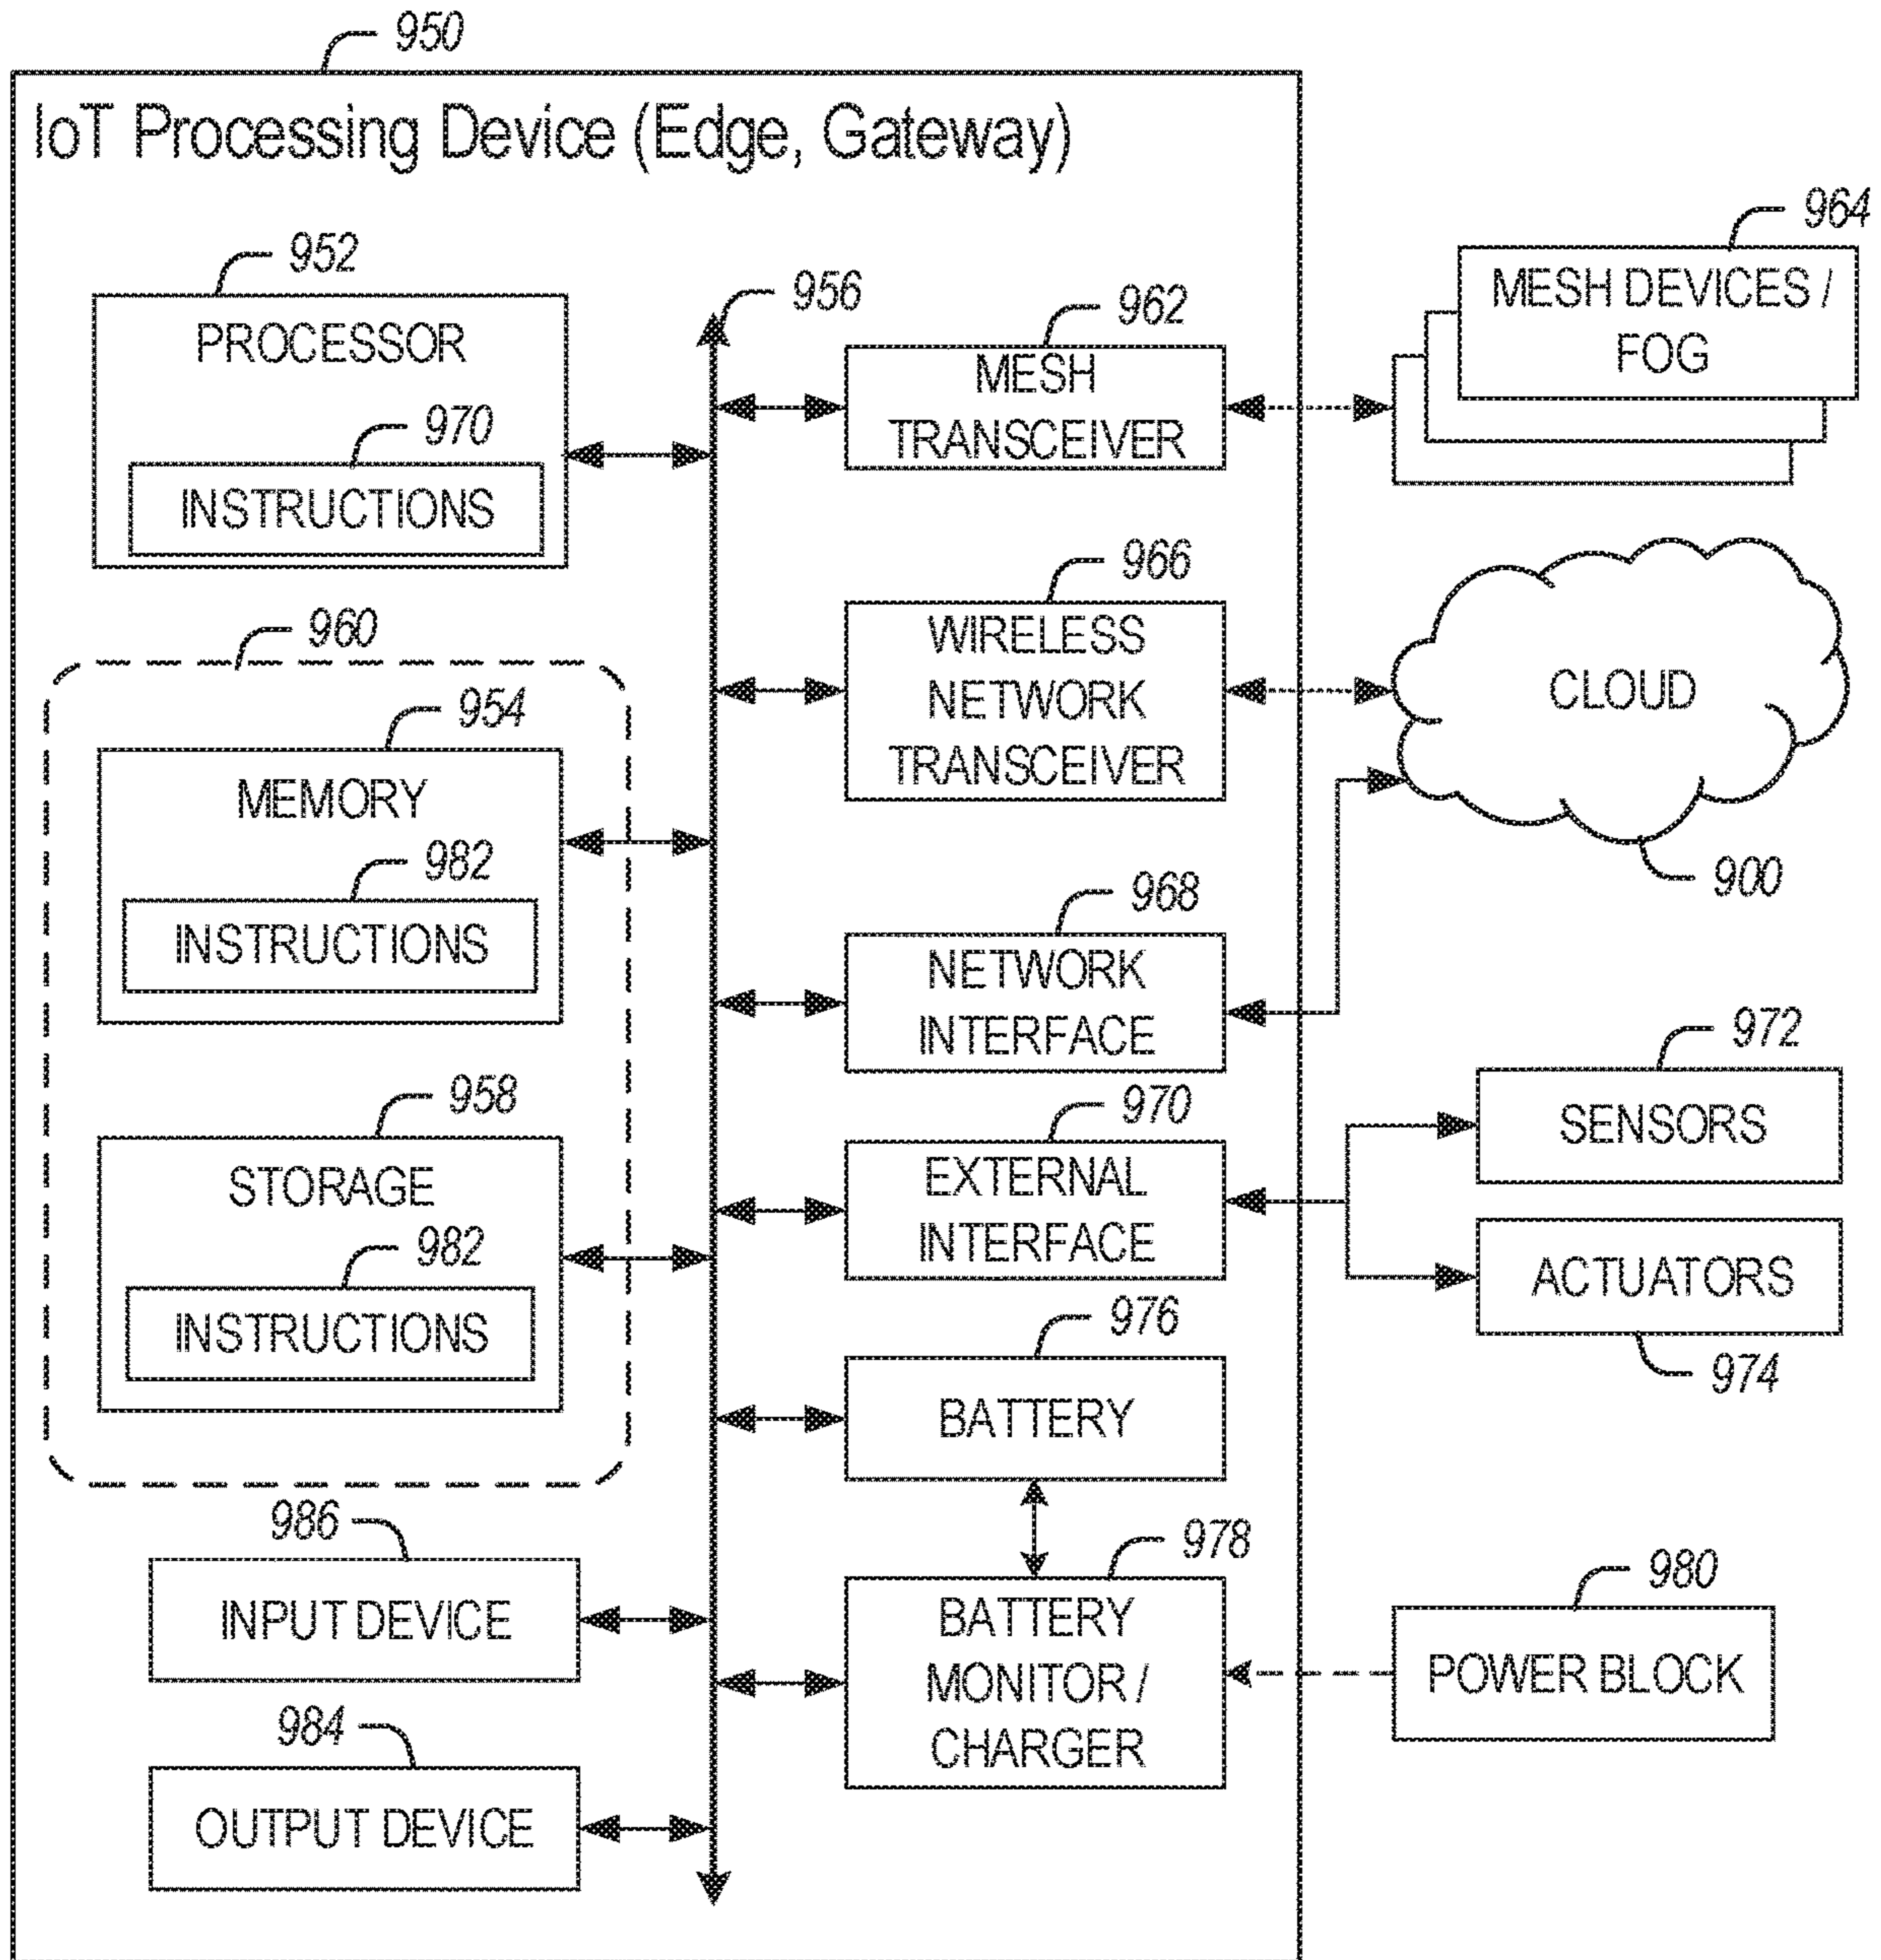 950
IoT Processing Device (Edge, Gateway)
952
PROCESSOR
970
INSTRUCTIONS
956
962
MESH
TRANSCEIVER
964
MESH DEVICES /
FOG
966
WIRELESS
NETWORK
TRANSCEIVER
CLOUD
900
960
954
MEMORY
982
INSTRUCTIONS
968
NETWORK
INTERFACE
972
SENSORS
958
STORAGE
982
INSTRUCTIONS
970
EXTERNAL
INTERFACE
ACTUATORS
974
976
BATTERY
986
INPUT DEVICE
978
BATTERY
MONITOR /
CHARGER
980
POWER BLOCK
984
OUTPUT DEVICE